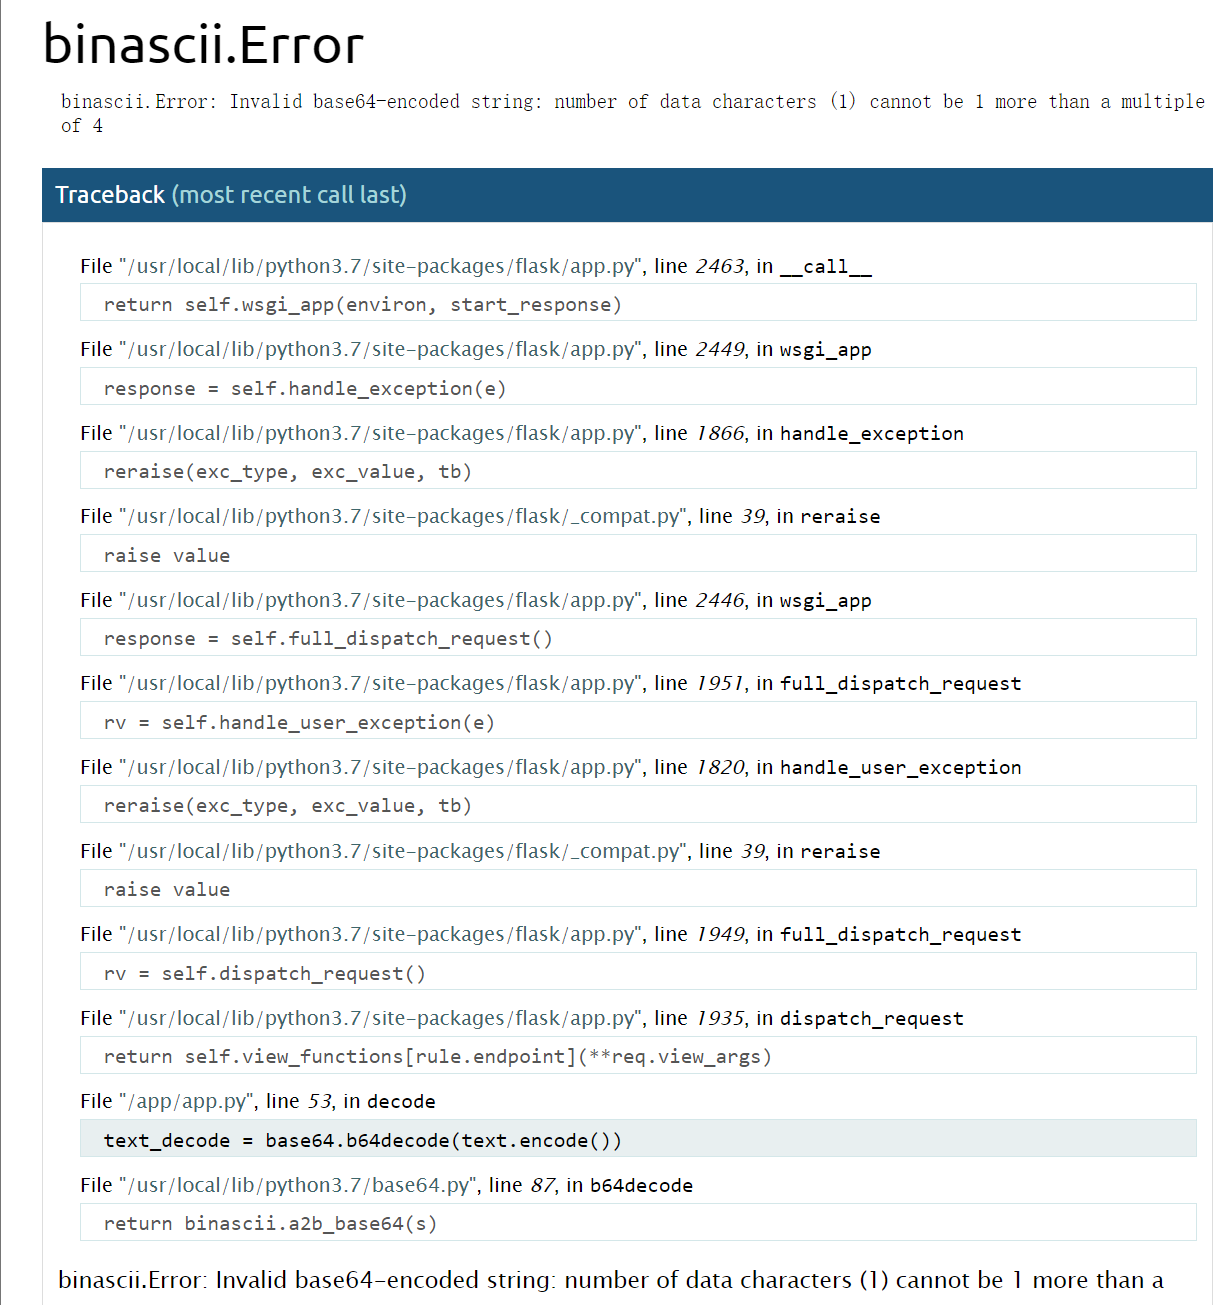 binascii.Error
binascii.Error: Invalid base64-encoded string: number of data characters (1) cannot be 1 more than a multiple
of 4
Traceback (most recent call last)
File "/usr/local/lib/python3.7/site-packages/flask/app.py", line 2463, in __call__
return self.wsgi_app(environ, start_response)
File "/usr/local/lib/python3.7/site-packages/flask/app.py", line 2449, in wsgi_app
response = self.handle_exception(e)
File "/usr/local/lib/python3.7/site-packages/flask/app.py", line 1866, in handle_exception
reraise(exc_type, exc_value, tb)
File "/usr/local/lib/python3.7/site-packages/flask/_compat.py", line 39, in reraise
raise value
File "/usr/local/lib/python3.7/site-packages/flask/app.py", line 2446, in wsgi_app
response = self.full_dispatch_request()
File "/usr/local/lib/python3.7/site-packages/flask/app.py", line 1951, in full_dispatch_request
rv = self.handle_user_exception(e)
File "/usr/local/lib/python3.7/site-packages/flask/app.py", line 1820, in handle_user_exception
reraise(exc_type, exc_value, tb)
File "/usr/local/lib/python3.7/site-packages/flask/_compat.py", line 39, in reraise
raise value
File "/usr/local/lib/python3.7/site-packages/flask/app.py", line 1949, in full_dispatch_request
rv = self.dispatch_request()
File "/usr/local/lib/python3.7/site-packages/flask/app.py", line 1935, in dispatch_request
return self.view_functions[rule.endpoint](**req.view_args)
File "/app/app.py", line 53, in decode
text_decode = base64.b64decode(text.encode())
File "/usr/local/lib/python3.7/base64.py", line 87, in b64decode
return binascii.a2b_base64(s)
binascii.Error: Invalid base64-encoded string: number of data characters (1) cannot be 1 more than a